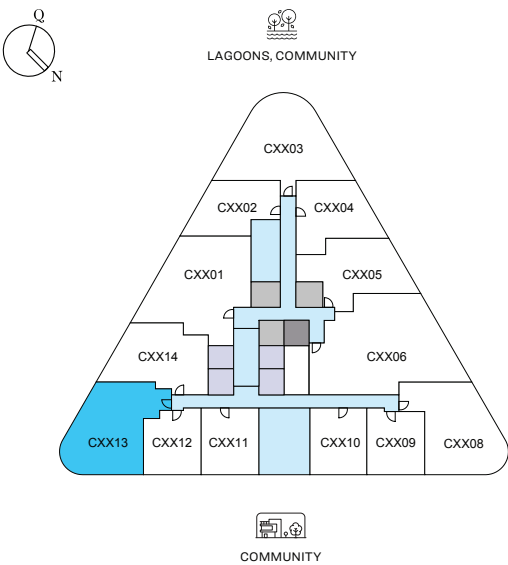 Q
N
LAGOONS, COMMUNITY
CXX03
CXX02
CXX04
CXX01
CXX05
CXX14
CXX06
CXX13
CXX12
CXX11
CXX10
CXX09
CXX08
COMMUNITY